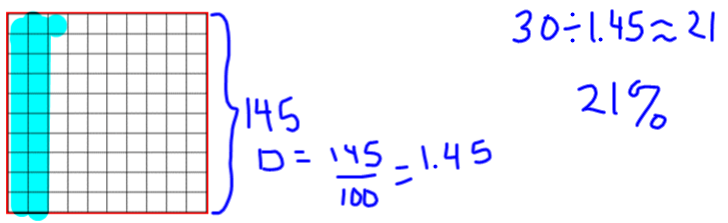 30÷1.45≈21
21%
145
□ = 145/100 = 1.45